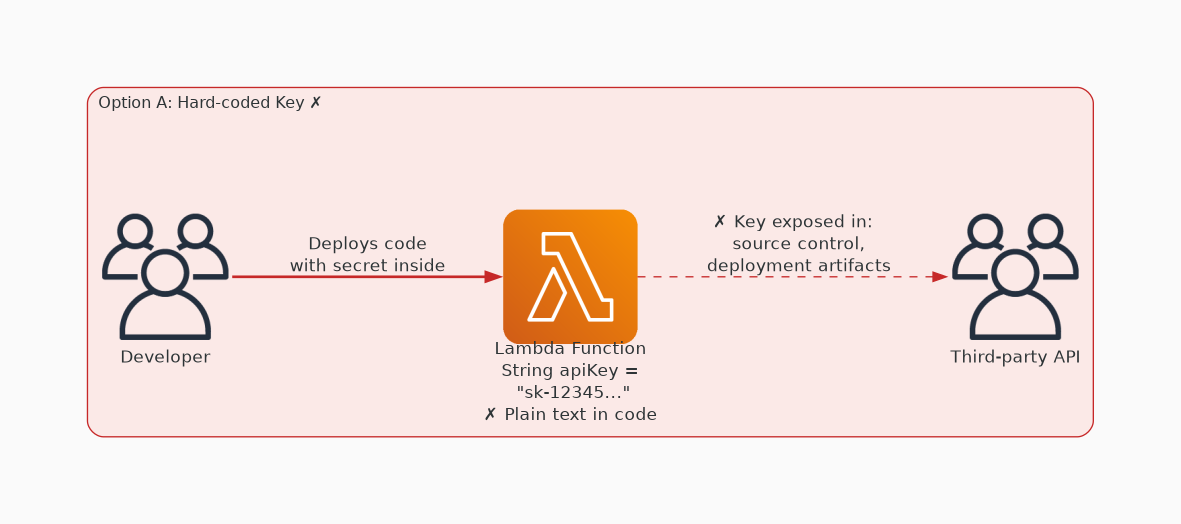 Option A: Hard-coded Key ✗
Deploys code
with secret inside
✗ Key exposed in:
source control,
deployment artifacts
Developer
Lambda Function
String apiKey =
"sk-12345..."
✗ Plain text in code
Third-party API